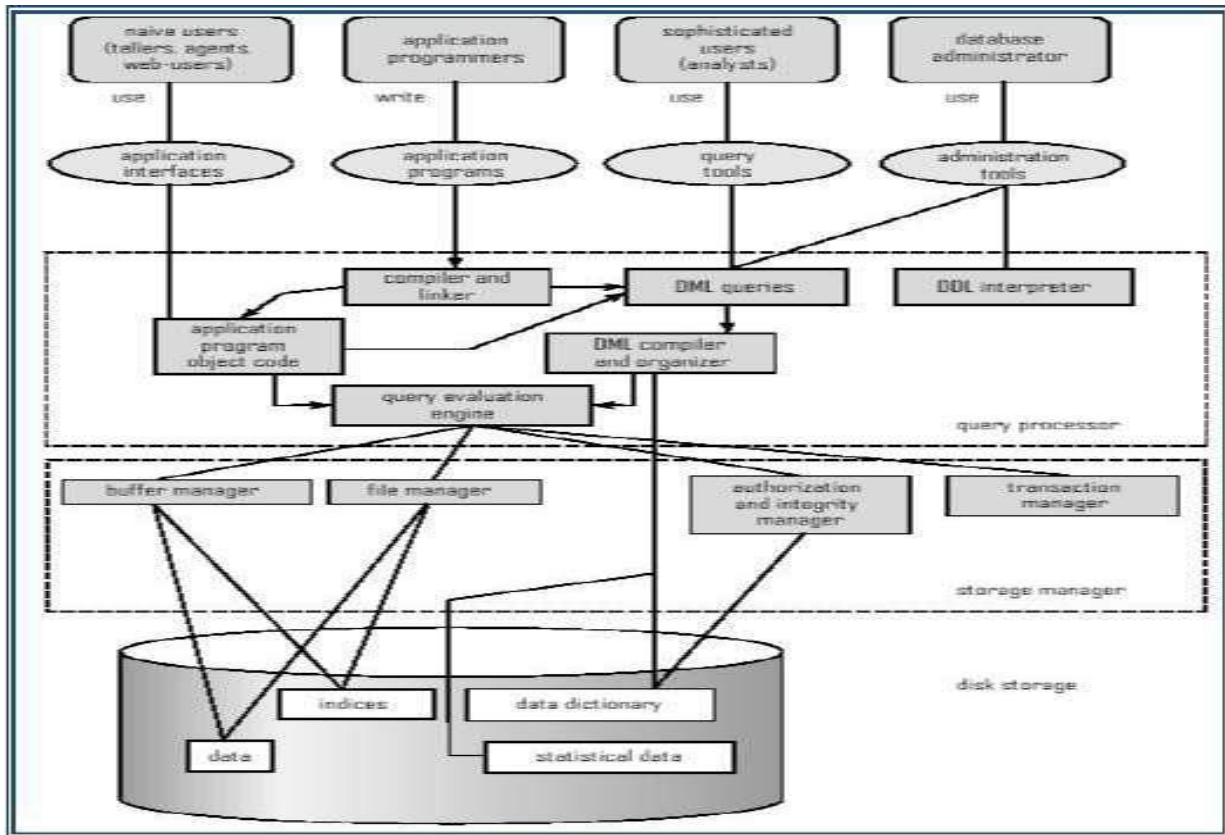 naive users
(tellers, agents,
web-users)
application
programmers
sophisticated
users
(analysts)
database
administrator
use
write
use
use
application
interfaces
application
programs
query
tools
administration
tools
compiler and
linker
DML queries
DDL interpreter
application
program
object code
DML compiler
and organizer
query evaluation
engine
query processor
buffer manager
file manager
authorization
and integrity
manager
transaction
manager
storage manager
disk storage
indices
data dictionary
data
statistical data